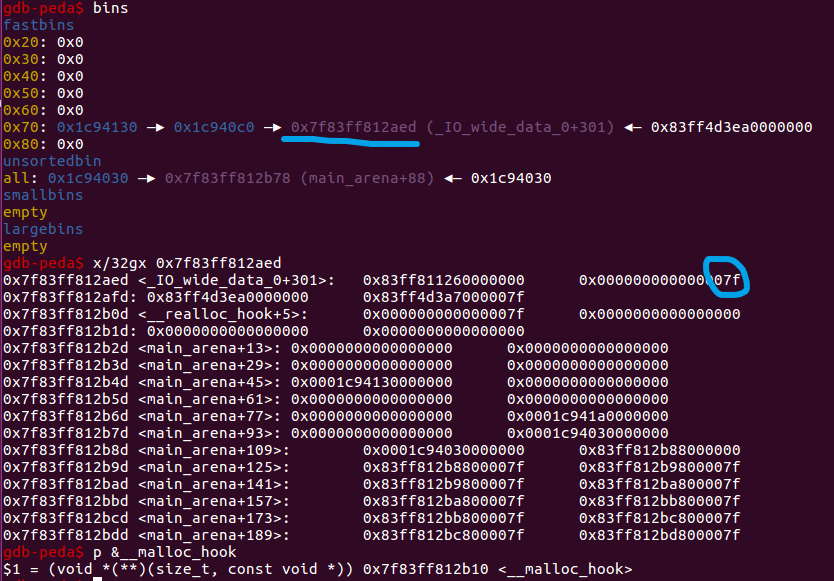 gdb-peda$ bins
fastbins
0x20: 0x0
0x30: 0x0
0x40: 0x0
0x50: 0x0
0x60: 0x0
0x70: 0x1c94130 —▸ 0x1c940c0 —▸ 0x7f83ff812aed (_IO_wide_data_0+301) ◂— 0x83ff4d3ea0000000
0x80: 0x0
unsortedbin
all: 0x1c94030 —▸ 0x7f83ff812b78 (main_arena+88) ◂— 0x1c94030
smallbins
empty
largebins
empty
gdb-peda$ x/32gx 0x7f83ff812aed
0x7f83ff812aed <_IO_wide_data_0+301>: 0x83ff811260000000 0x000000000000007f
0x7f83ff812afd: 0x83ff4d3ea0000000 0x83ff4d3a7000007f
0x7f83ff812b0d <__realloc_hook+5>: 0x000000000000007f 0x0000000000000000
0x7f83ff812b1d: 0x0000000000000000 0x0000000000000000
0x7f83ff812b2d <main_arena+13>: 0x0000000000000000 0x0000000000000000
0x7f83ff812b3d <main_arena+29>: 0x0000000000000000 0x0000000000000000
0x7f83ff812b4d <main_arena+45>: 0x0001c94130000000 0x0000000000000000
0x7f83ff812b5d <main_arena+61>: 0x0000000000000000 0x0000000000000000
0x7f83ff812b6d <main_arena+77>: 0x0000000000000000 0x0001c941a0000000
0x7f83ff812b7d <main_arena+93>: 0x0000000000000000 0x0001c94030000000
0x7f83ff812b8d <main_arena+109>: 0x0001c94030000000 0x83ff812b88000000
0x7f83ff812b9d <main_arena+125>: 0x83ff812b8800007f 0x83ff812b9800007f
0x7f83ff812bad <main_arena+141>: 0x83ff812b9800007f 0x83ff812ba800007f
0x7f83ff812bbd <main_arena+157>: 0x83ff812ba800007f 0x83ff812bb800007f
0x7f83ff812bcd <main_arena+173>: 0x83ff812bb800007f 0x83ff812bc800007f
0x7f83ff812bdd <main_arena+189>: 0x83ff812bc800007f 0x83ff812bd800007f
gdb-peda$ p &__malloc_hook
$1 = (void *(**)(size_t, const void *)) 0x7f83ff812b10 <__malloc_hook>